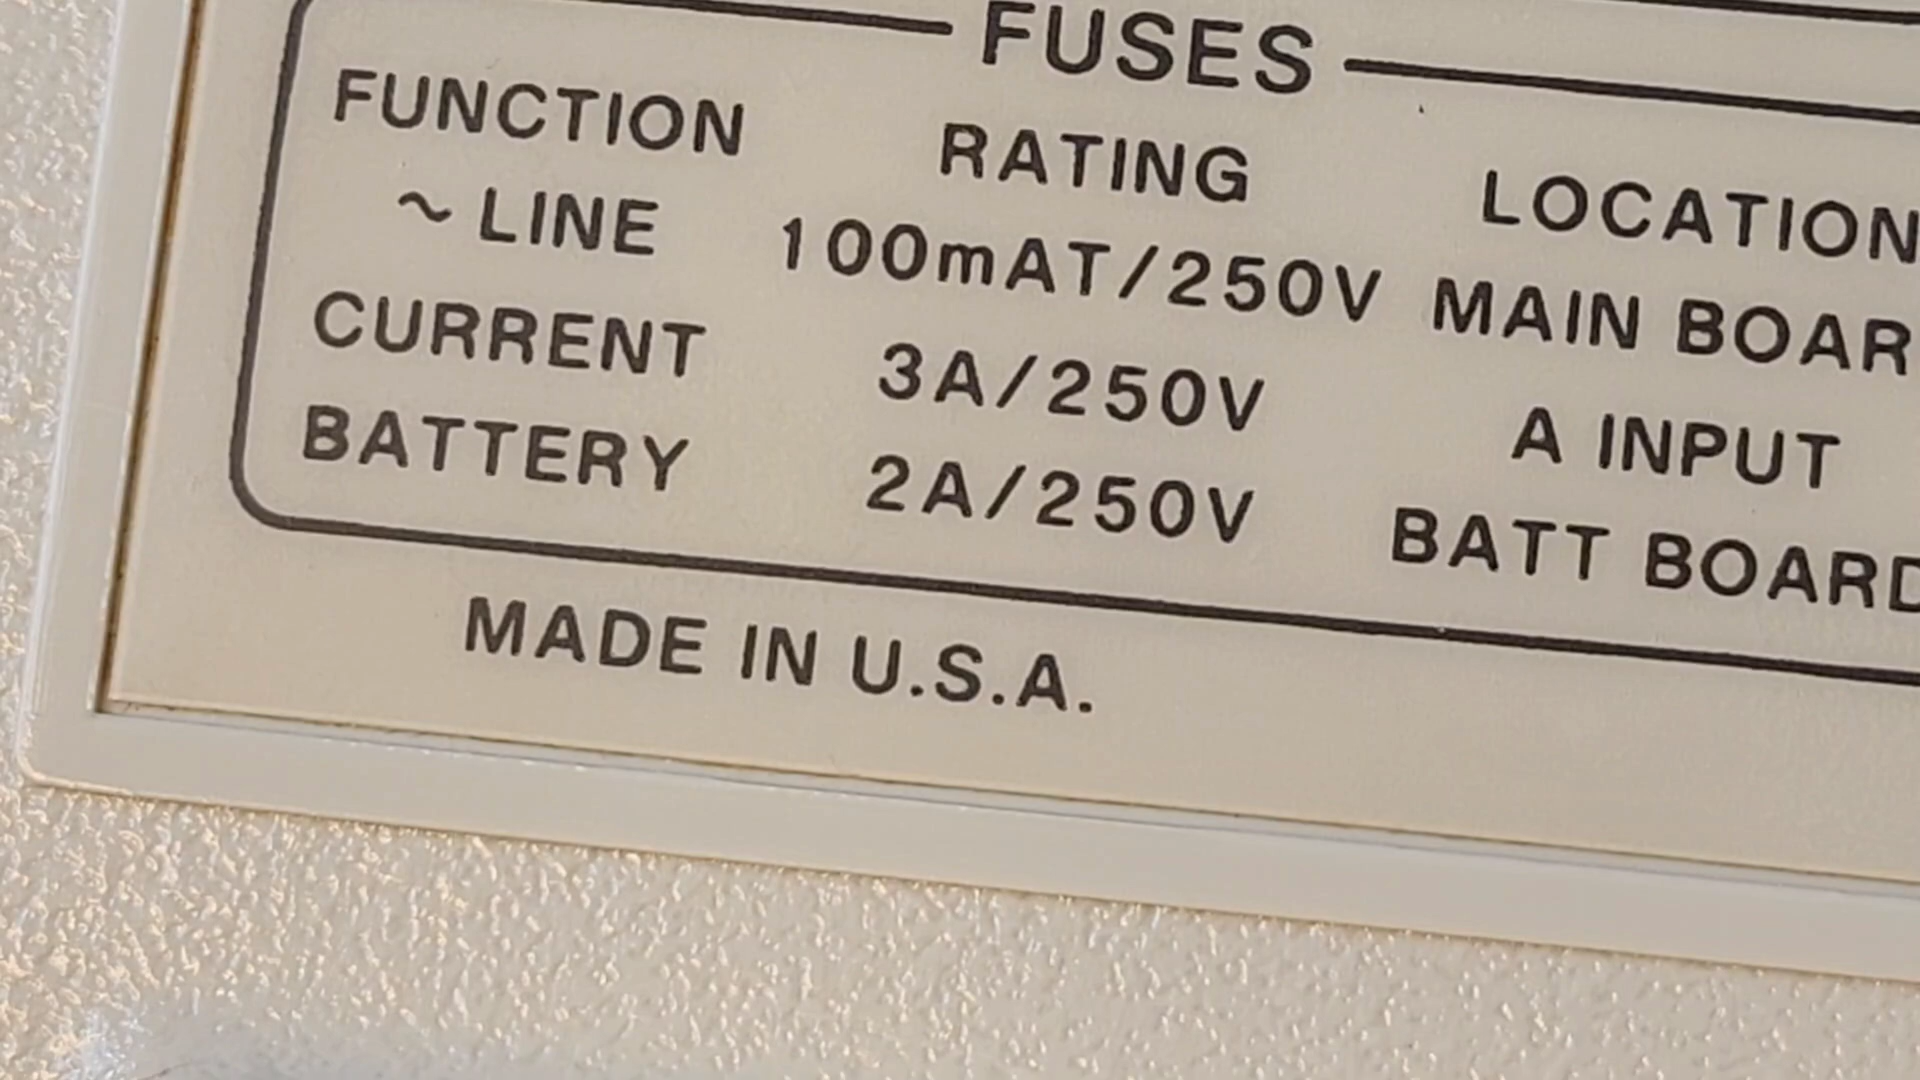 FUSES
FUNCTION RATING LOCATION
~ LINE 100mAT/250V MAIN BOAR
CURRENT 3A/250V A INPUT
BATTERY 2A/250V BATT BOARD
MADE IN U.S.A.